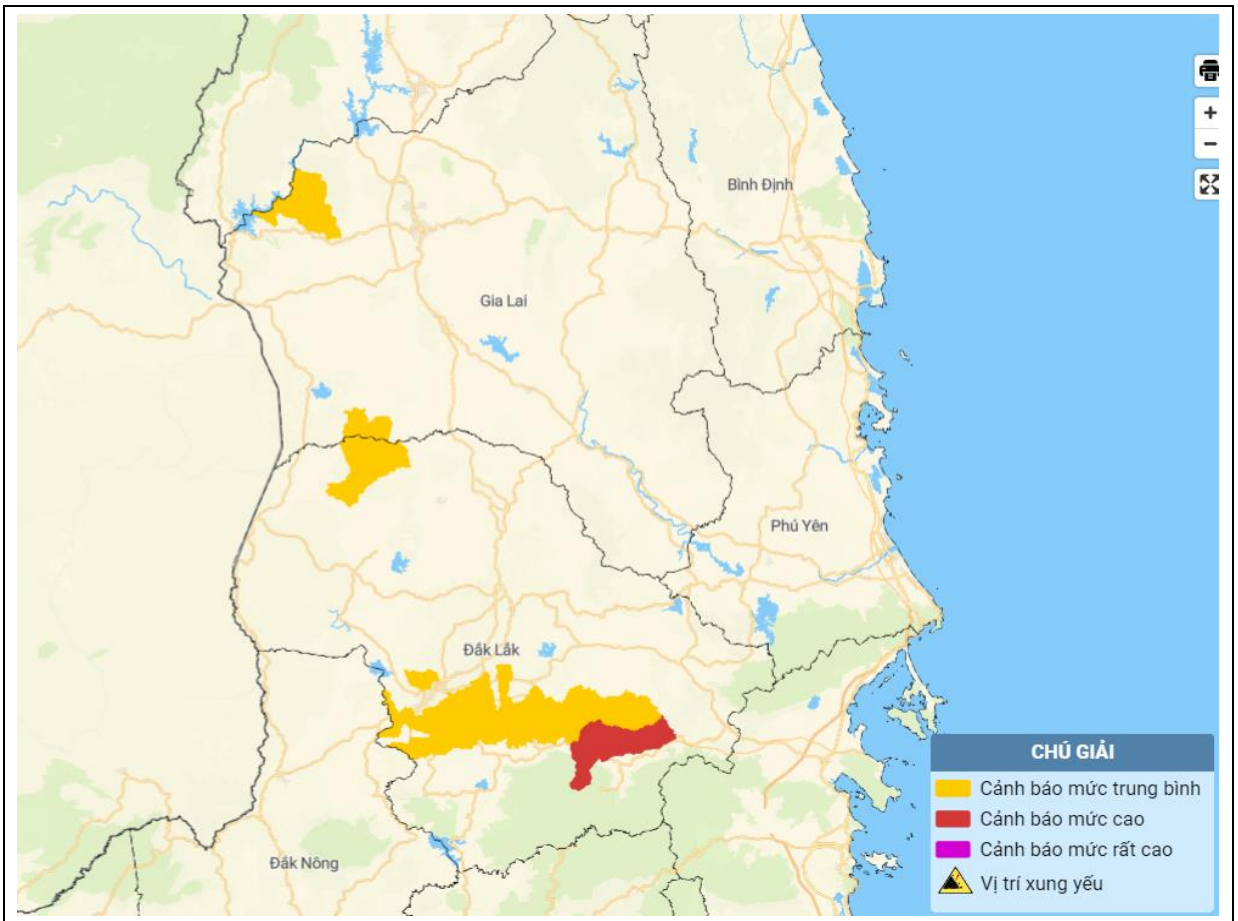 +
−
Bình Định
Gia Lai
Phú Yên
Đắk Lắk
Đắk Nông
CHÚ GIẢI
Cảnh báo mức trung bình
Cảnh báo mức cao
Cảnh báo mức rất cao
Vị trí xung yếu